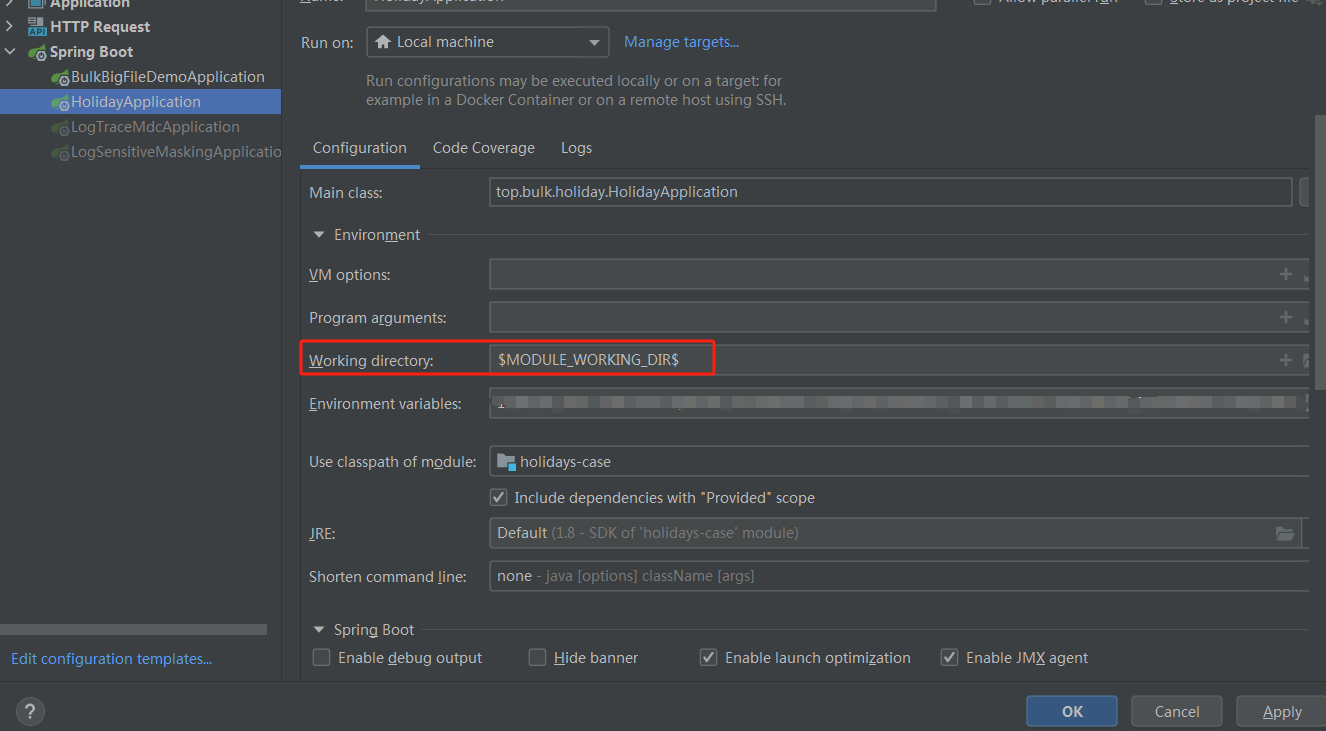 Application
HTTP Request
API
Spring Boot
BulkBigFileDemoApplication
HolidayApplication
LogTraceMdcApplication
LogSensitiveMaskingApplicatio
Edit configuration templates...
Name:
HolidayApplication
Allow parallel run
Store as project file
Run on:
Local machine
Manage targets...
Run configurations may be executed locally or on a target: for
example in a Docker Container or on a remote host using SSH.
Configuration Code Coverage Logs
Main class:
top.bulk.holiday.HolidayApplication
Environment
VM options:
Program arguments:
Working directory:
$MODULE_WORKING_DIR$
Environment variables:
Use classpath of module:
holidays-case
Include dependencies with "Provided" scope
JRE:
Default (1.8 - SDK of 'holidays-case' module)
Shorten command line:
none - java [options] className [args]
Spring Boot
Enable debug output
Hide banner
Enable launch optimization
Enable JMX agent
?
OK
Cancel
Apply